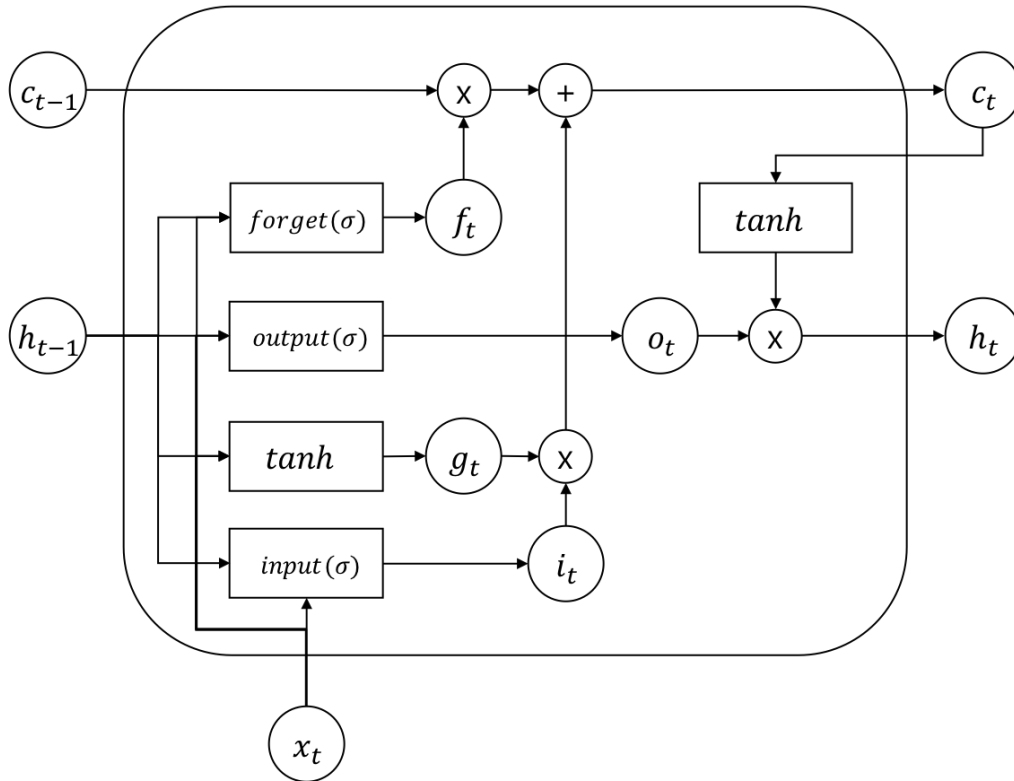 c_{t-1}
x
+
c_t
forget(σ)
f_t
tanh
h_{t-1}
output(σ)
o_t
x
h_t
tanh
g_t
x
input(σ)
i_t
x_t